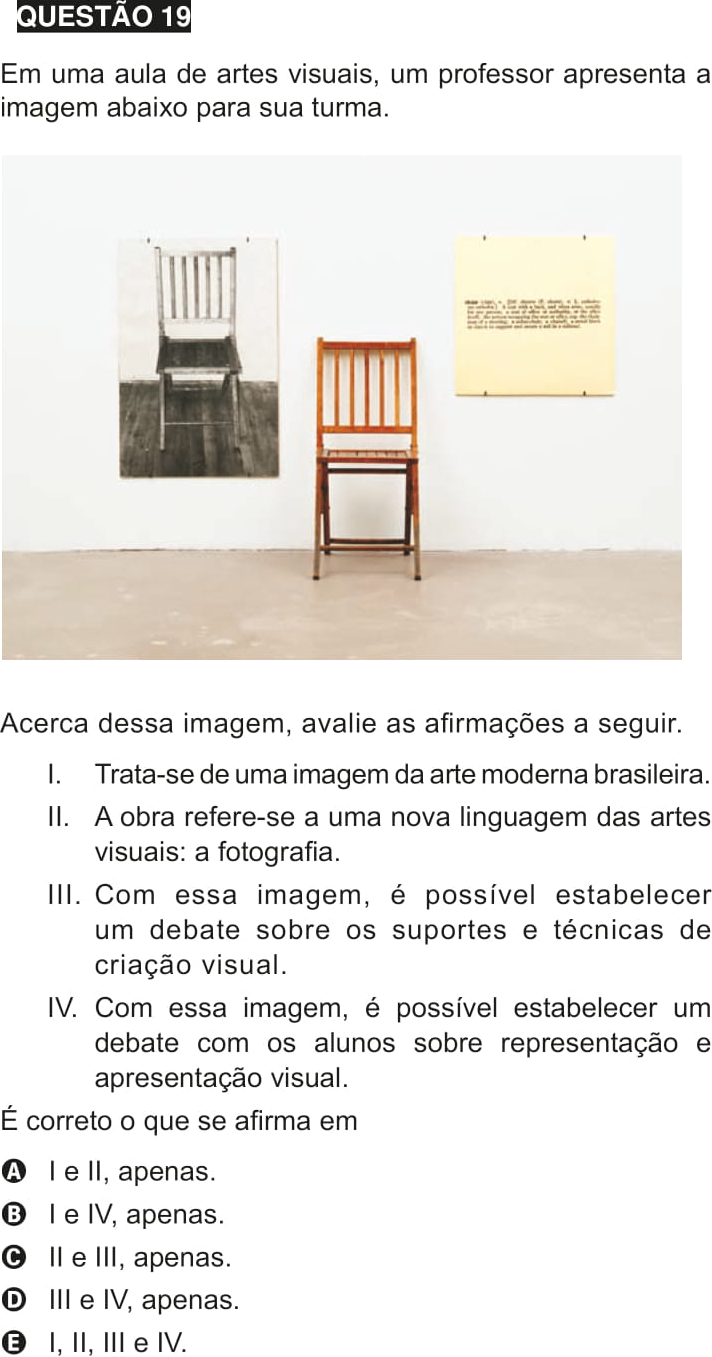 QUESTÃO 19
Em uma aula de artes visuais, um professor apresenta a
imagem abaixo para sua turma.
Acerca dessa imagem, avalie as afirmações a seguir.
I. Trata-se de uma imagem da arte moderna brasileira.
II. A obra refere-se a uma nova linguagem das artes
visuais: a fotografia.
III. Com essa imagem, é possível estabelecer
um debate sobre os suportes e técnicas de
criação visual.
IV. Com essa imagem, é possível estabelecer um
debate com os alunos sobre representação e
apresentação visual.
É correto o que se afirma em
A I e II, apenas.
B I e IV, apenas.
C II e III, apenas.
D III e IV, apenas.
E I, II, III e IV.